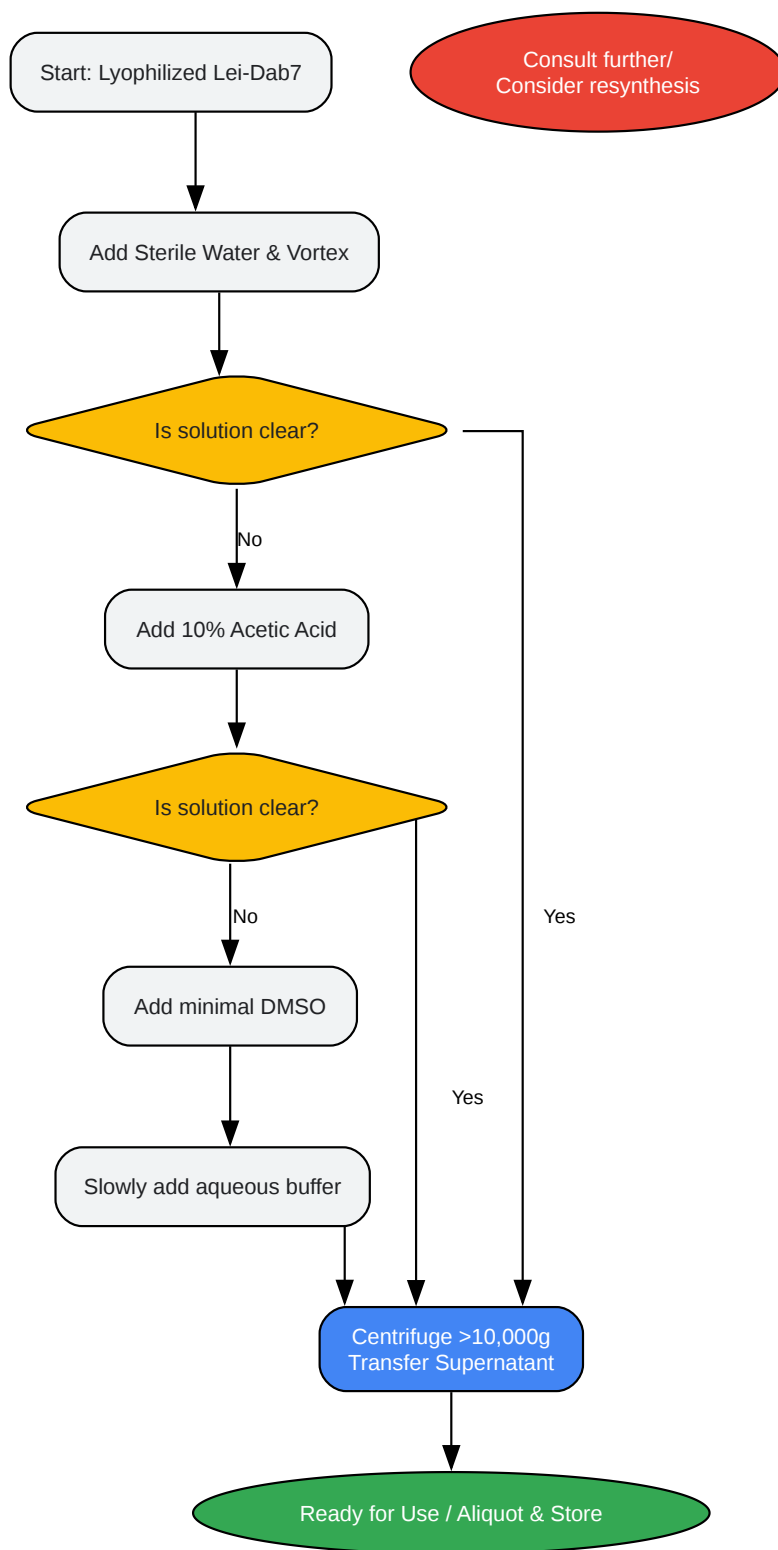 Start: Lyophilized Lei-Dab7
Consult further/
Consider resynthesis
Add Sterile Water & Vortex
Is solution clear?
No
Add 10% Acetic Acid
Is solution clear?
No
Yes
Add minimal DMSO
Yes
Slowly add aqueous buffer
Centrifuge >10,000g
Transfer Supernatant
Ready for Use / Aliquot & Store